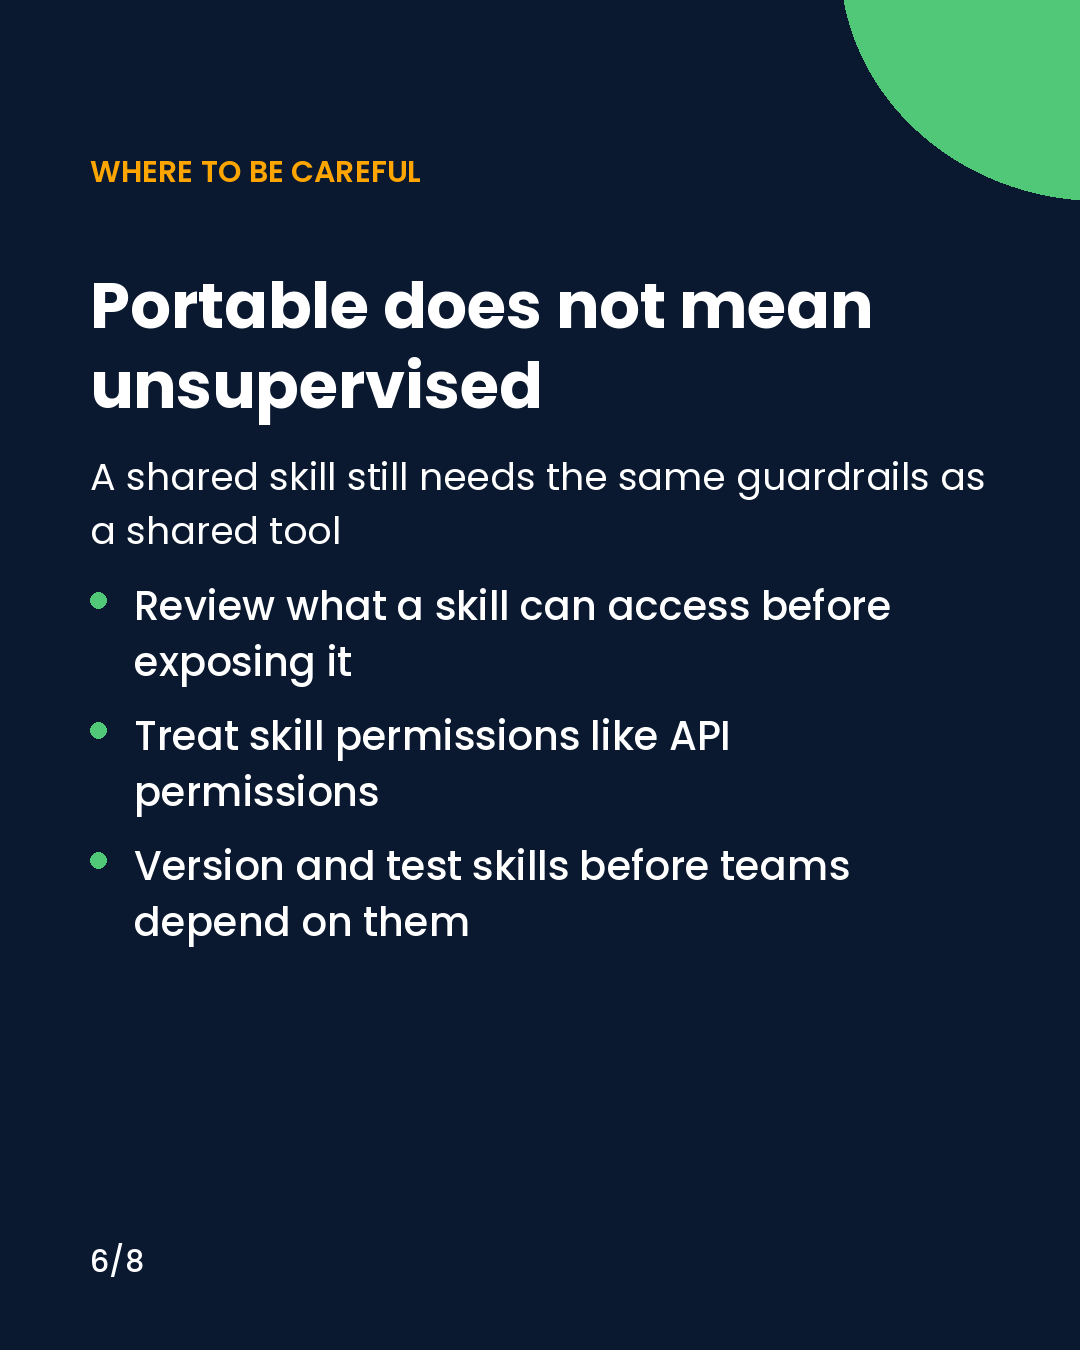 WHERE TO BE CAREFUL
Portable does not mean
unsupervised
A shared skill still needs the same guardrails as
a shared tool
Review what a skill can access before
exposing it
Treat skill permissions like API
permissions
Version and test skills before teams
depend on them
6/8